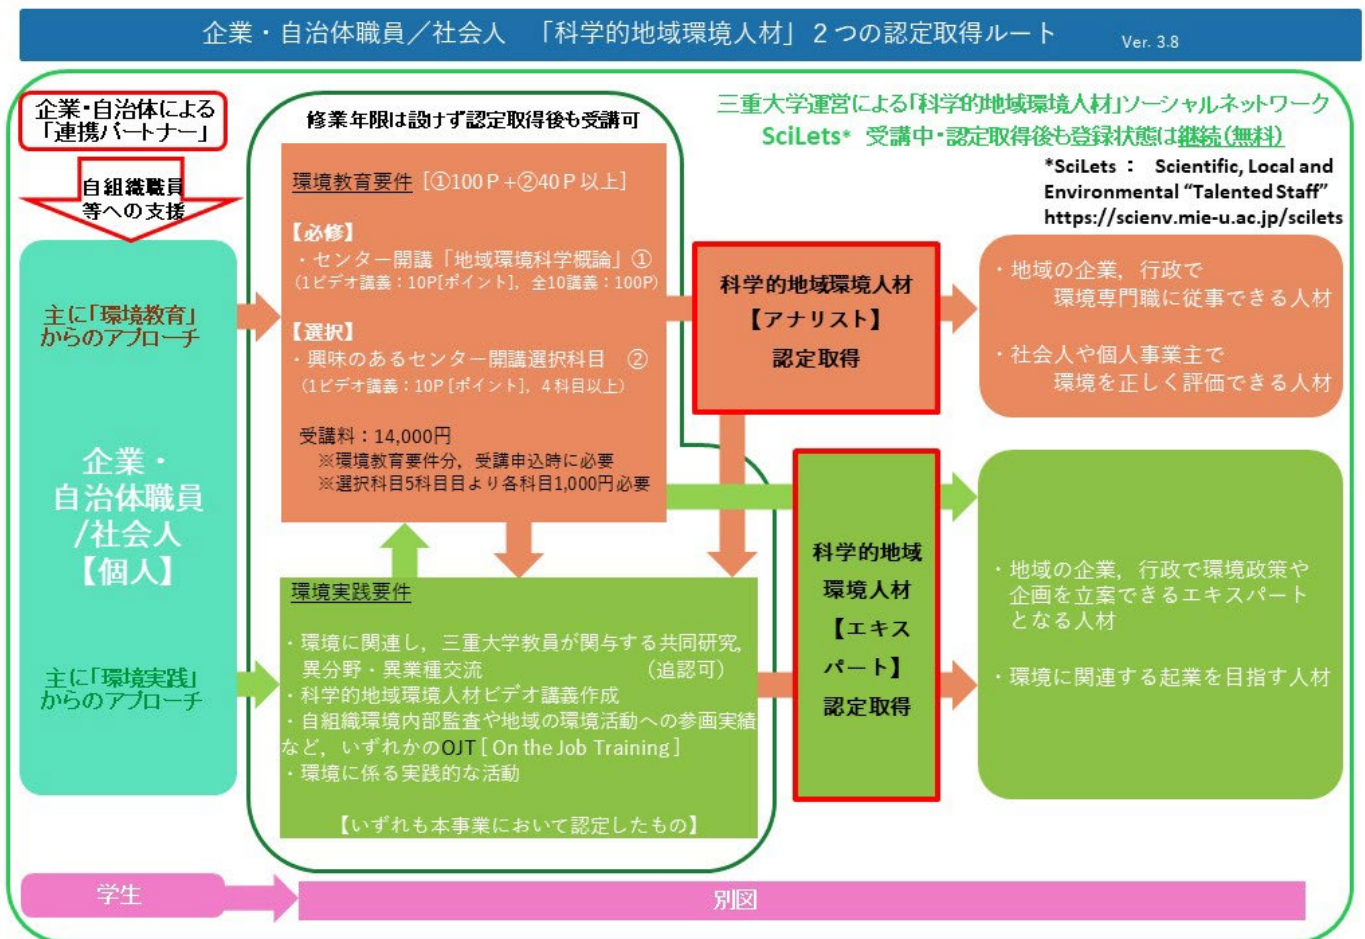 企業・自治体職員／社会人　「科学的地域環境人材」２つの認定取得ルート　Ver. 3.8
企業・自治体による
「連携パートナー」
自組織職員
等への支援
修業年限は設けず認定取得後も受講可
三重大学運営による「科学的地域環境人材」ソーシャルネットワーク
SciLets* 受講中・認定取得後も登録状態は継続(無料)
*SciLets ： Scientific, Local and
Environmental “Talented Staff”
https://scienv.mie-u.ac.jp/scilets
主に「環境教育」
からのアプローチ
企業・
自治体職員
/社会人
【個人】
主に「環境実践」
からのアプローチ
環境教育要件［①100Ｐ+②40Ｐ以上］
【必修】
・センター開講「地域環境科学概論」①
（1ビデオ講義：10P[ポイント]，全10講義：100P）
【選択】
・興味のあるセンター開講選択科目　②
（1ビデオ講義：10P [ポイント]，４科目以上）
受講料：14,000円
※環境教育要件分，受講申込時に必要
※選択科目5科目目より各科目1,000円必要
環境実践要件
・環境に関連し，三重大学教員が関与する共同研究，
異分野・異業種交流　（追認可）
・科学的地域環境人材ビデオ講義作成
・自組織環境内部監査や地域の環境活動への参画実績
など，いずれかのOJT [ On the Job Training ]
・環境に係る実践的な活動
【いずれも本事業において認定したもの】
科学的地域環境人材
【アナリスト】
認定取得
・地域の企業，行政で
環境専門職に従事できる人材
・社会人や個人事業主で
環境を正しく評価できる人材
科学的地域
環境人材
【エキス
パート】
認定取得
・地域の企業，行政で環境政策や
企画を立案できるエキスパート
となる人材
・環境に関連する起業を目指す人材
学生
別図